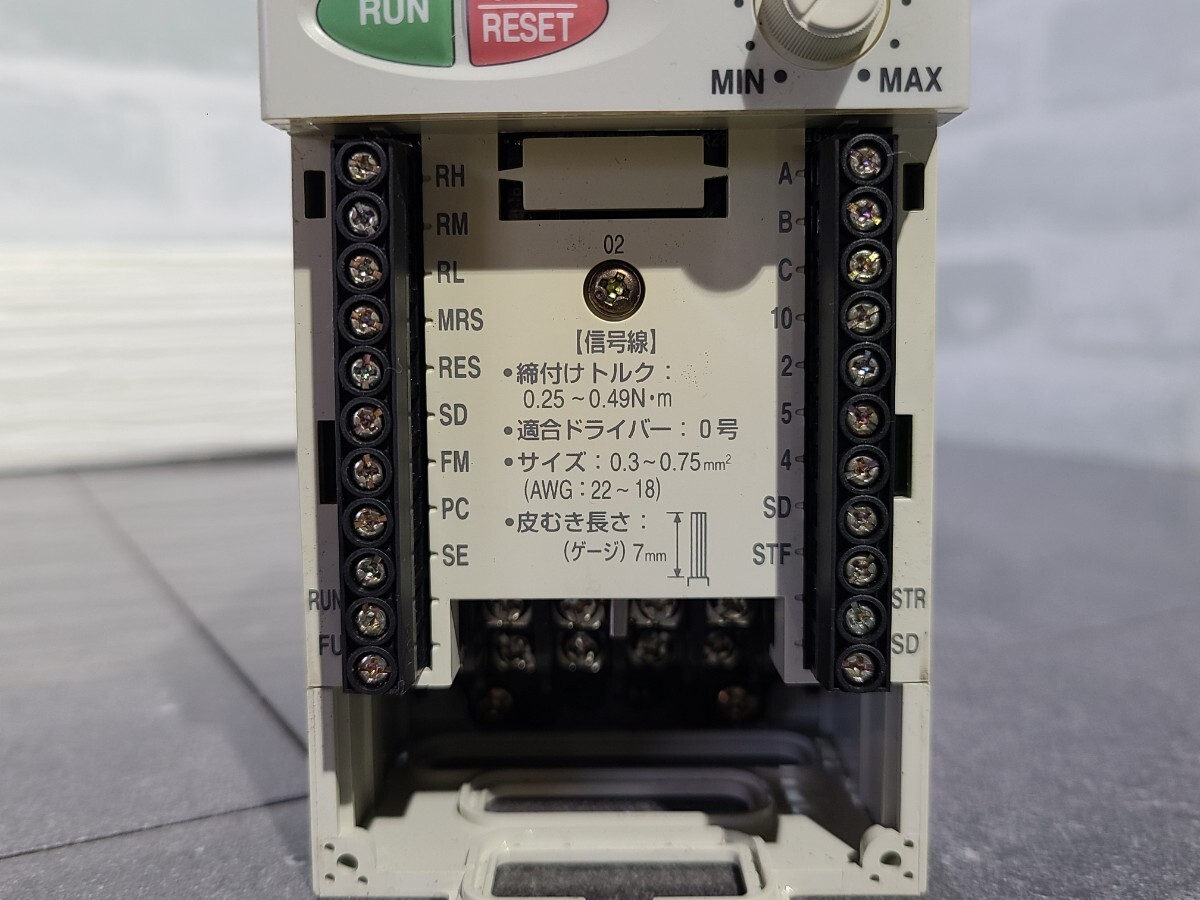 RUN
RESET
MIN
MAX
RH
RM
RL
MRS
RES
SD
FM
PC
SE
RUN
FU
02
【信号線】
•締付けトルク：
0.25～0.49N・m
•適合ドライバー：0号
•サイズ：0.3～0.75mm²
(AWG：22～18)
•皮むき長さ：
(ゲージ)7mm
A
B
C
10
2
5
4
SD
STF
STR
SD